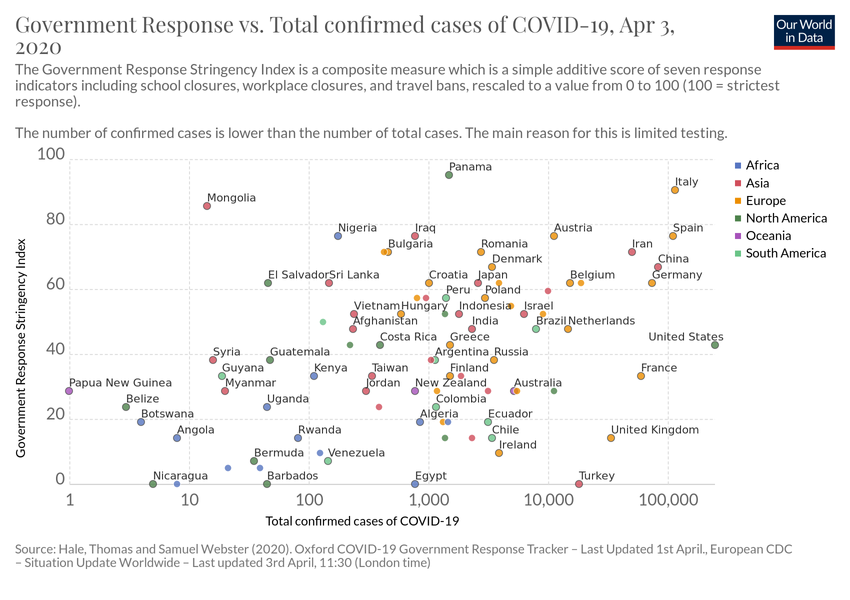 Government Response vs. Total confirmed cases of COVID-19, Apr 3,
2020
Our World
in Data
The Government Response Stringency Index is a composite measure which is a simple additive score of seven response
indicators including school closures, workplace closures, and travel bans, rescaled to a value from 0 to 100 (100 = strictest
response).
The number of confirmed cases is lower than the number of total cases. The main reason for this is limited testing.
100
Panama
Africa
Asia
Europe
North America
Oceania
South America
Italy
Mongolia
80
Nigeria
Iraq
Austria
Spain
Bulgaria
Romania
Iran
Denmark
China
60
El Salvador
Sri Lanka
Croatia
Japan
Belgium
Germany
Peru
Poland
Vietnam
Hungary
Indonesia
Israel
Afghanistan
India
Brazil
Netherlands
Costa Rica
Greece
United States
40
Syria
Guatemala
Argentina
Russia
Guyana
Kenya
Taiwan
Finland
France
Papua New Guinea
Myanmar
Jordan
New Zealand
Australia
Belize
Uganda
Colombia
20
Botswana
Algeria
Ecuador
Angola
Rwanda
Chile
United Kingdom
Bermuda
Venezuela
Ireland
0
Nicaragua
Barbados
Egypt
Turkey
Government Response Stringency Index
1
10
100
1,000
10,000
100,000
Total confirmed cases of COVID-19
Source: Hale, Thomas and Samuel Webster (2020). Oxford COVID-19 Government Response Tracker – Last Updated 1st April., European CDC
– Situation Update Worldwide – Last updated 3rd April, 11:30 (London time)